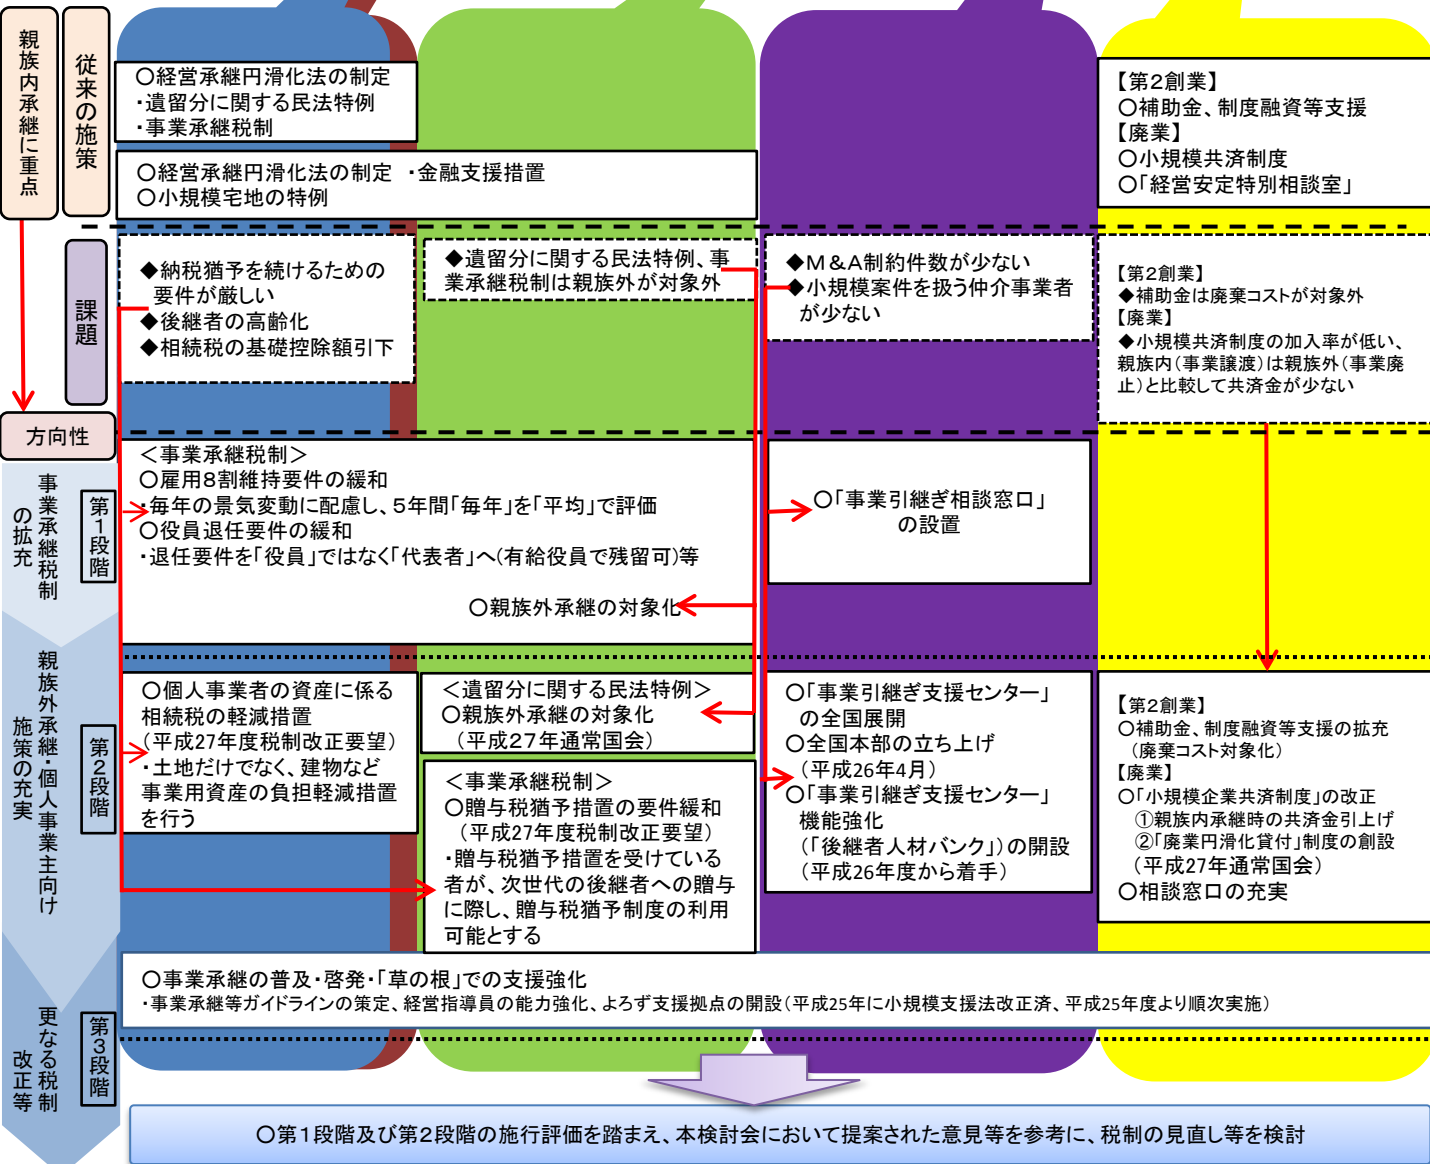 親族内承継に重点
従来の施策
〇経営承継円滑化法の制定
・遺留分に関する民法特例
・事業承継税制
〇経営承継円滑化法の制定 ・金融支援措置
〇小規模宅地の特例
【第2創業】
〇補助金、制度融資等支援
【廃業】
〇小規模共済制度
〇「経営安定特別相談室」
課題
◆納税猶予を続けるための
要件が厳しい
◆後継者の高齢化
◆相続税の基礎控除額引下
◆遺留分に関する民法特例、事
業承継税制は親族外が対象外
◆M&A制約件数が少ない
◆小規模案件を扱う仲介事業者
が少ない
【第2創業】
◆補助金は廃棄コストが対象外
【廃業】
◆小規模共済制度の加入率が低い、
親族内(事業譲渡)は親族外(事業廃
止)と比較して共済金が少ない
方向性
事業承継税制
の拡充
第1段階
<事業承継税制>
〇雇用8割維持要件の緩和
・毎年の景気変動に配慮し、5年間「毎年」を「平均」で評価
〇役員退任要件の緩和
・退任要件を「役員」ではなく「代表者」へ(有給役員で残留可)等
〇親族外承継の対象化
〇「事業引継ぎ相談窓口」
の設置
親族外承継・個人事業主向け
施策の充実
第2段階
〇個人事業者の資産に係る
相続税の軽減措置
(平成27年度税制改正要望)
・土地だけでなく、建物など
事業用資産の負担軽減措置
を行う
<遺留分に関する民法特例>
〇親族外承継の対象化
(平成27年通常国会)
<事業承継税制>
〇贈与税猶予措置の要件緩和
(平成27年度税制改正要望)
・贈与税猶予措置を受けている
者が、次世代の後継者への贈与
に際し、贈与税猶予制度の利用
可能とする
〇「事業引継ぎ支援センター」
の全国展開
〇全国本部の立ち上げ
(平成26年4月)
〇「事業引継ぎ支援センター」
機能強化
(「後継者人材バンク」)の開設
(平成26年度から着手)
【第2創業】
〇補助金、制度融資等支援の拡充
(廃棄コスト対象化)
【廃業】
〇「小規模企業共済制度」の改正
①親族内承継時の共済金引上げ
②「廃業円滑化貸付」制度の創設
(平成27年通常国会)
〇相談窓口の充実
更なる税制
改正等
第3段階
〇事業承継の普及・啓発・「草の根」での支援強化
・事業承継等ガイドラインの策定、経営指導員の能力強化、よろず支援拠点の開設(平成25年に小規模支援法改正済、平成25年度より順次実施)
〇第1段階及び第2段階の施行評価を踏まえ、本検討会において提案された意見等を参考に、税制の見直し等を検討